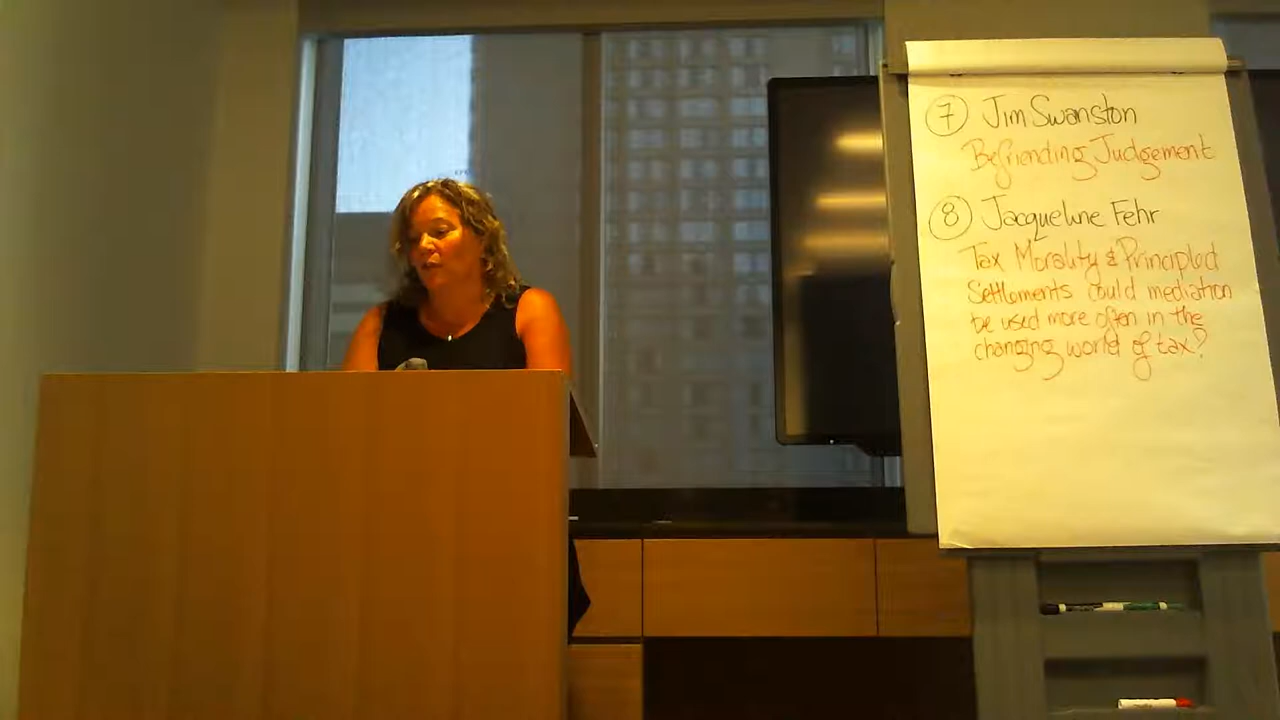 7 Jim Swanston
Befriending Judgement
8 Jacqueline Fehr
Tax Morality & Principled
Settlements could mediation
be used more often in the
changing world of tax?